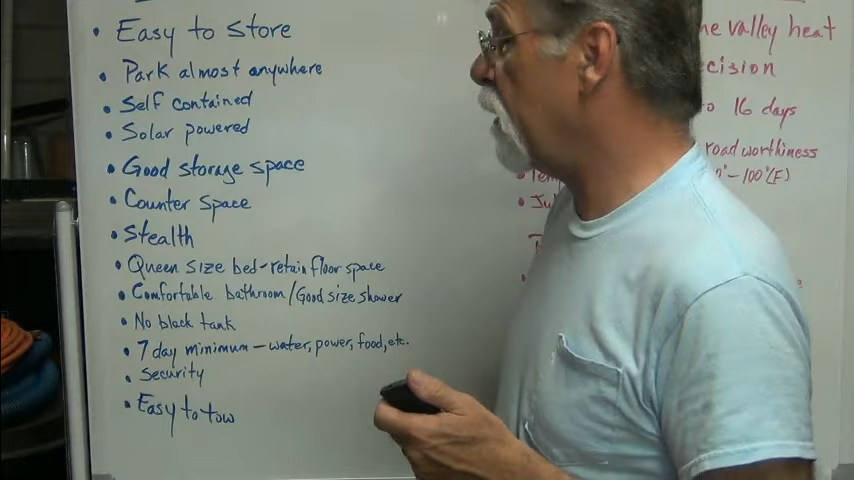 • Easy to store
• Park almost anywhere
• Self contained
• Solar powered
• Good storage space
• Counter space
• Stealth
• Queen size bed - retain floor space
• Comfortable bathroom/Good size shower
• No black tank
• 7 day minimum - water, power, food, etc.
• Security
• Easy to tow
valley heat
16 days
road worthiness
- 100°(F)